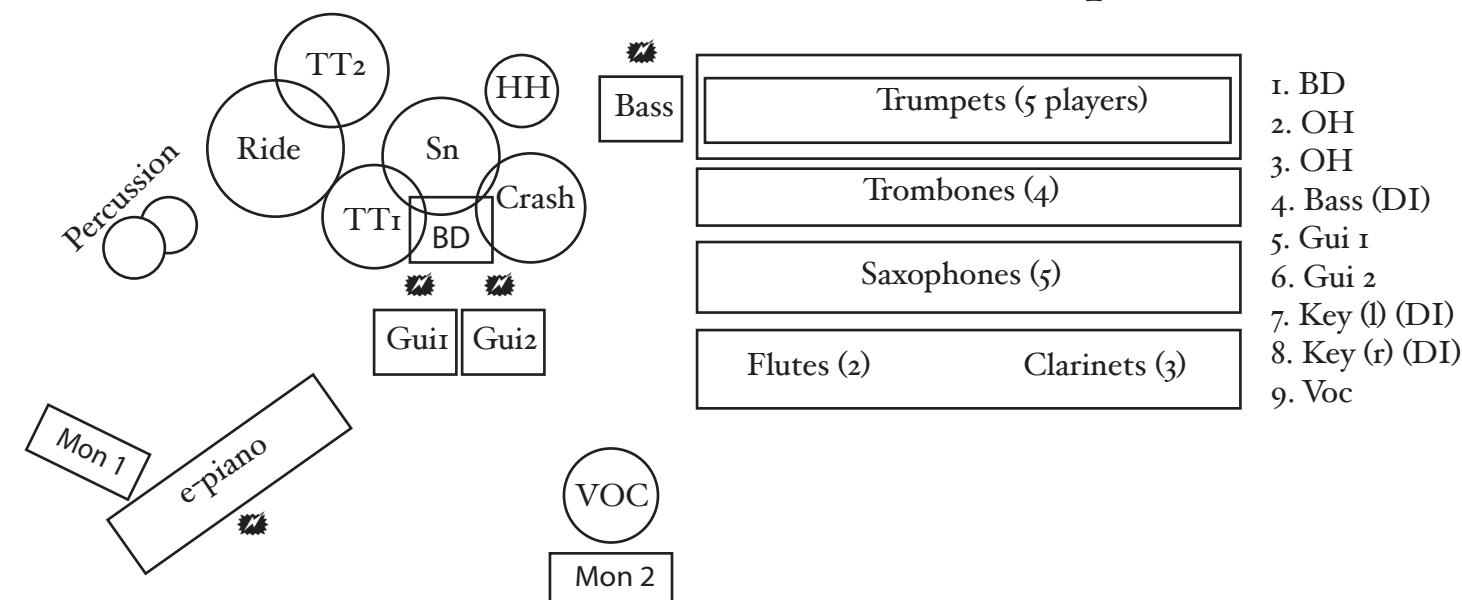 TT2
HH
Bass
Ride
Sn
Percussion
TT1
BD
Crash
Gui1
Gui2
Mon 1
e-piano
VOC
Mon 2
Trumpets (5 players)
Trombones (4)
Saxophones (5)
Flutes (2)
Clarinets (3)
1. BD
2. OH
3. OH
4. Bass (DI)
5. Gui 1
6. Gui 2
7. Key (l) (DI)
8. Key (r) (DI)
9. Voc